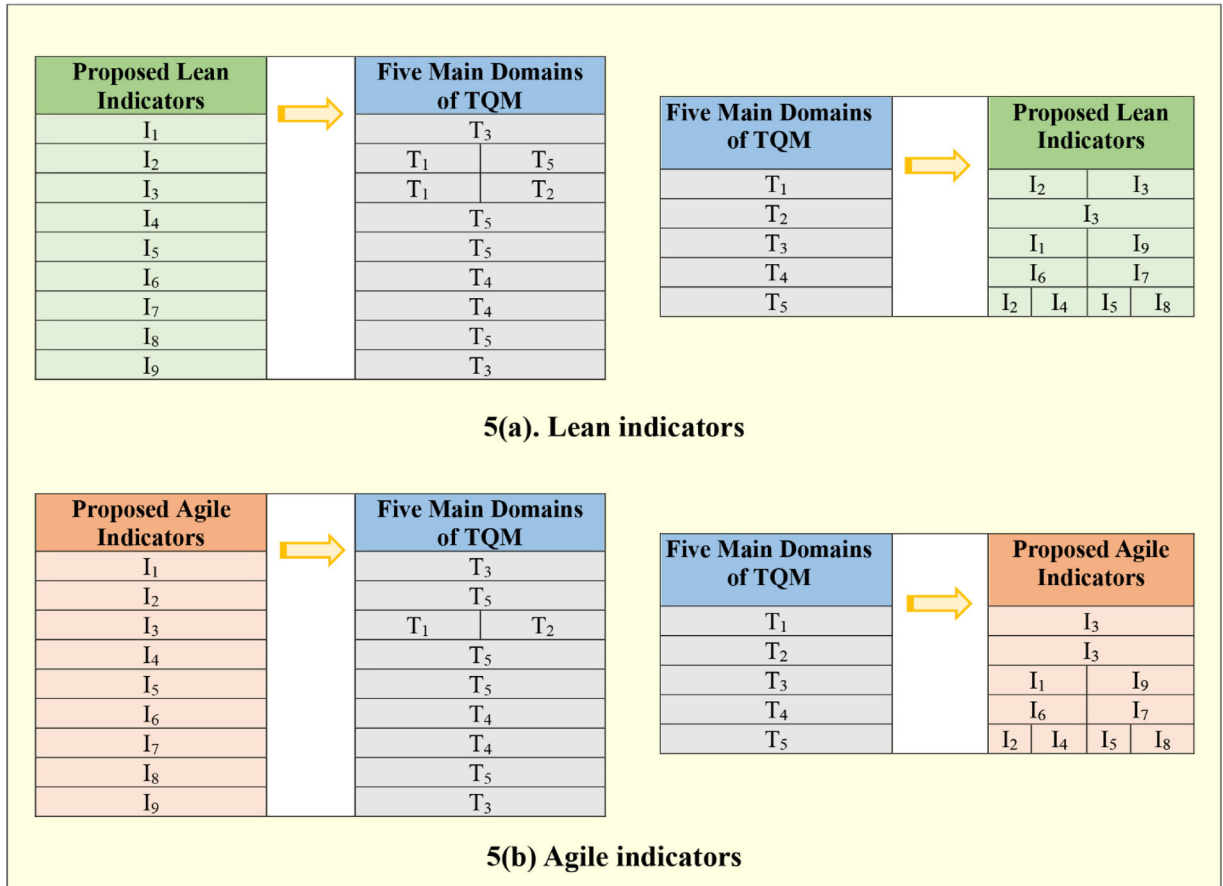 Proposed Lean Indicators
Five Main Domains of TQM
I₁
T₃
I₂
T₁ T₅
I₃
T₁ T₂
I₄
T₅
I₅
T₅
I₆
T₄
I₇
T₄
I₈
T₅
I₉
T₃
Five Main Domains of TQM
Proposed Lean Indicators
T₁
I₂ I₃
T₂
I₃
T₃
I₁ I₉
T₄
I₆ I₇
T₅
I₂ I₄ I₅ I₈
5(a). Lean indicators
Proposed Agile Indicators
Five Main Domains of TQM
I₁
T₃
I₂
T₅
I₃
T₁ T₂
I₄
T₅
I₅
T₅
I₆
T₄
I₇
T₄
I₈
T₅
I₉
T₃
Five Main Domains of TQM
Proposed Agile Indicators
T₁
I₃
T₂
I₃
T₃
I₁ I₉
T₄
I₆ I₇
T₅
I₂ I₄ I₅ I₈
5(b) Agile indicators